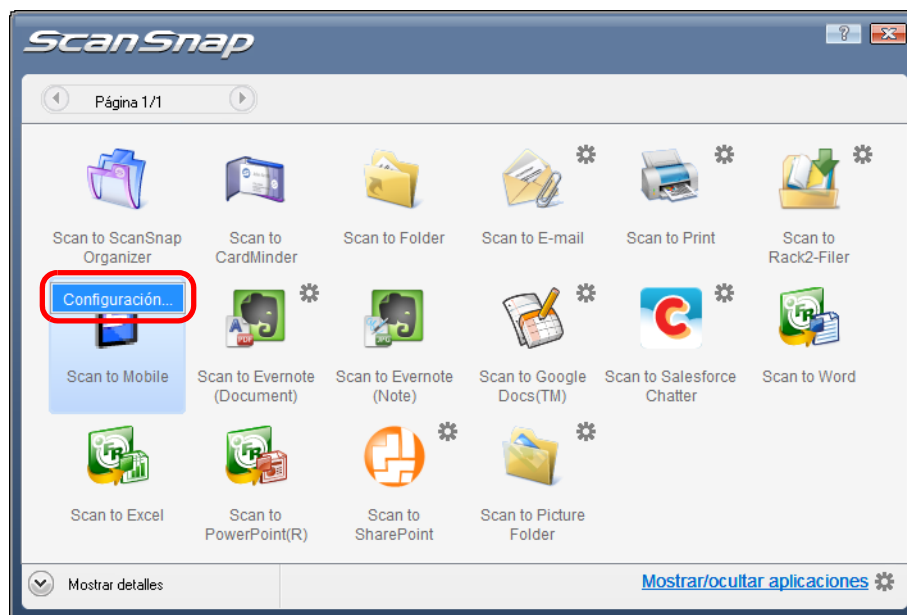 ScanSnap
Página 1/1
Scan to ScanSnap
Organizer
Scan to
CardMinder
Scan to Folder
Scan to E-mail
Scan to Print
Scan to
Rack2-Filer
Configuración...
Scan to Mobile
Scan to Evernote
(Document)
Scan to Evernote
(Note)
Scan to Google
Docs(TM)
Scan to Salesforce
Chatter
Scan to Word
Scan to Excel
Scan to
PowerPoint(R)
Scan to
SharePoint
Scan to Picture
Folder
Mostrar detalles
Mostrar/ocultar aplicaciones